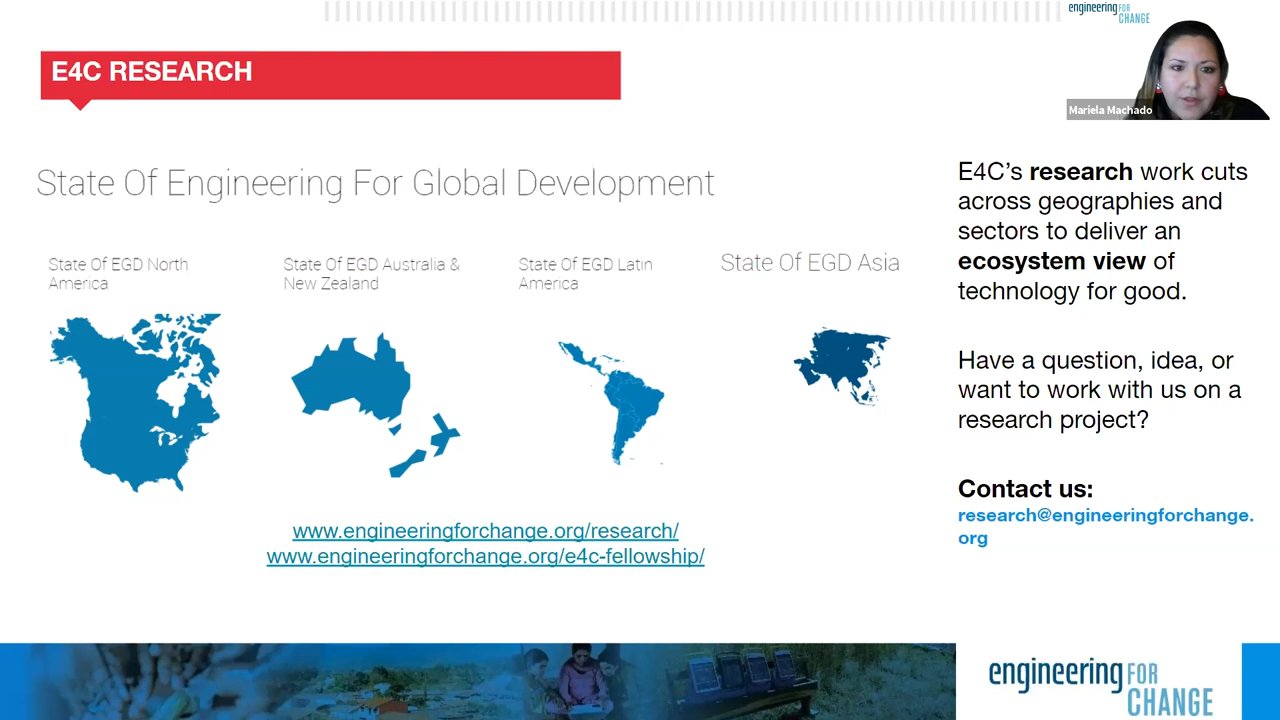 engineering FOR
CHANGE
E4C RESEARCH
Mariela Machado
State Of Engineering For Global Development
State Of EGD North
America
State Of EGD Australia &
New Zealand
State Of EGD Latin
America
State Of EGD Asia
www.engineeringforchange.org/research/
www.engineeringforchange.org/e4c-fellowship/
E4C's research work cuts
across geographies and
sectors to deliver an
ecosystem view of
technology for good.
Have a question, idea, or
want to work with us on a
research project?
Contact us:
research@engineeringforchange.
org
engineering FOR
CHANGE